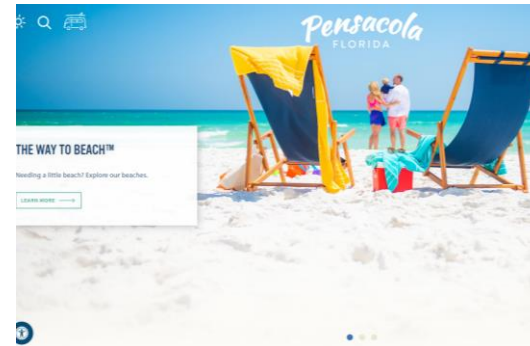 Pensacola
FLORIDA
THE WAY TO BEACH™
Needing a little beach? Explore our beaches.
LEARN MORE